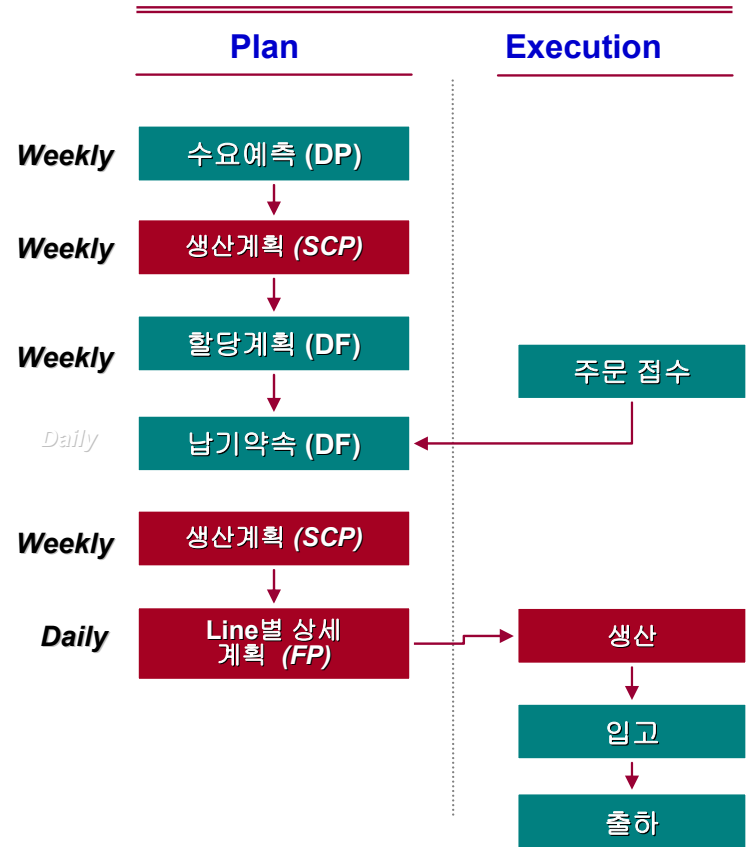 Plan
Execution
Weekly
수요예측 (DP)
Weekly
생산계획 (SCP)
Weekly
할당계획 (DF)
주문 접수
Daily
납기약속 (DF)
Weekly
생산계획 (SCP)
Daily
Line별 상세
계획 (FP)
생산
입고
출하